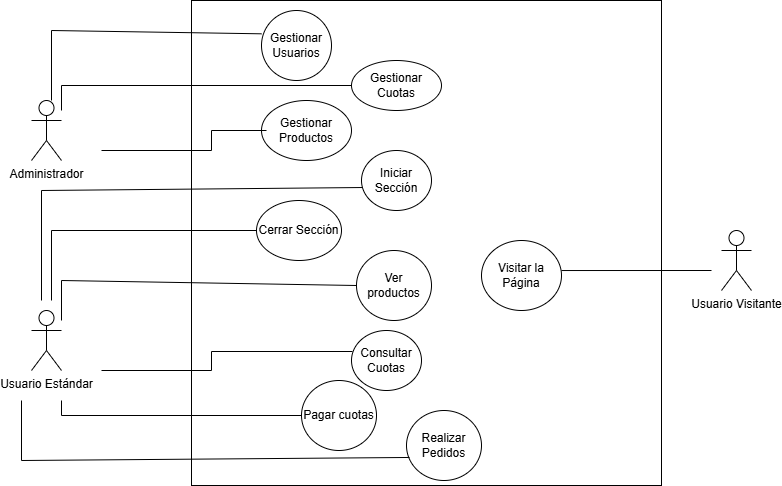 Gestionar
Usuarios
Gestionar
Cuotas
Gestionar
Productos
Administrador
Iniciar
Sección
Cerrar Sección
Visitar la
Página
Ver
productos
Usuario Visitante
Consultar
Cuotas
Usuario Estándar
Pagar cuotas
Realizar
Pedidos